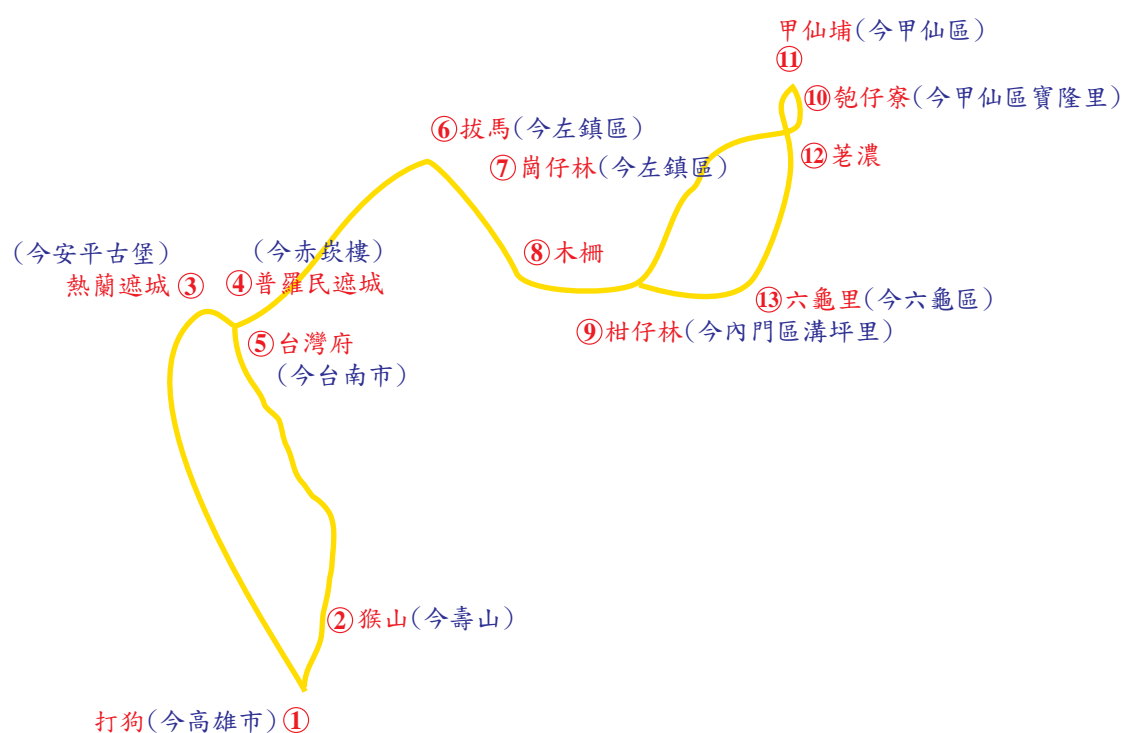 甲仙埔(今甲仙區)
⑪
⑩匏仔寮(今甲仙區寶隆里)
⑥拔馬(今左鎮區)
⑦崗仔林(今左鎮區)
⑫荖濃
(今安平古堡)
熱蘭遮城③
(今赤崁樓)
④普羅民遮城
⑧木柵
⑬六龜里(今六龜區)
⑨柑仔林(今內門區溝坪里)
⑤台灣府
(今台南市)
②猴山(今壽山)
打狗(今高雄市)①